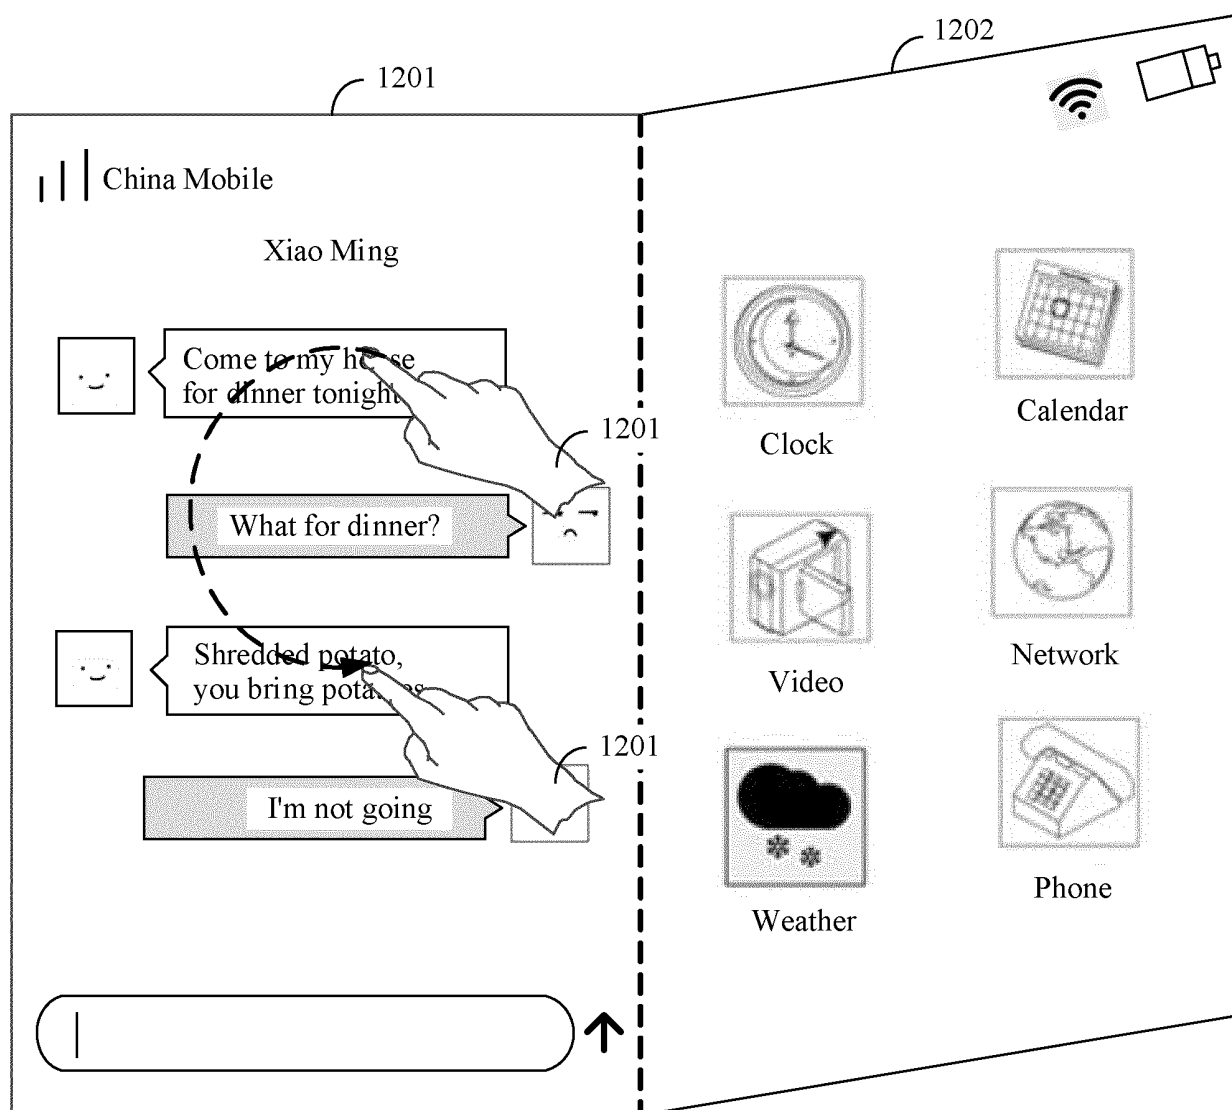 1202
1201
China Mobile
Xiao Ming
Come to my house
for dinner tonight
1201
What for dinner?
Shredded potato,
you bring potatoes
1201
I'm not going
Clock
Calendar
Video
Network
Weather
Phone